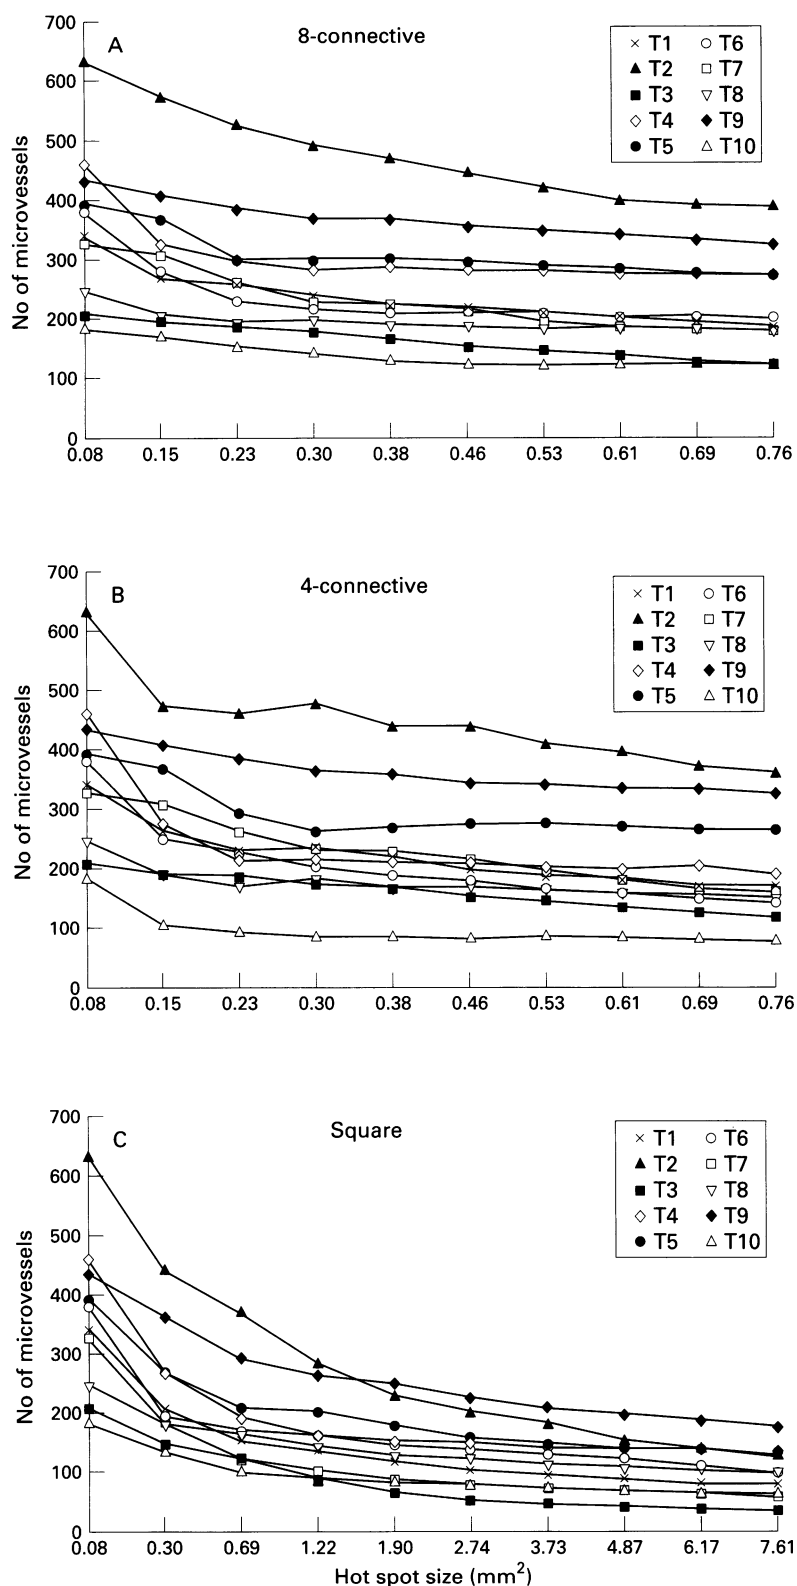 A
8-connective
T1 T6
T2 T7
T3 T8
T4 T9
T5 T10
No of microvessels
700
600
500
400
300
200
100
0
0.08 0.15 0.23 0.30 0.38 0.46 0.53 0.61 0.69 0.76
B
4-connective
T1 T6
T2 T7
T3 T8
T4 T9
T5 T10
No of microvessels
700
600
500
400
300
200
100
0
0.08 0.15 0.23 0.30 0.38 0.46 0.53 0.61 0.69 0.76
C
Square
T1 T6
T2 T7
T3 T8
T4 T9
T5 T10
No of microvessels
700
600
500
400
300
200
100
0
0.08 0.30 0.69 1.22 1.90 2.74 3.73 4.87 6.17 7.61
Hot spot size (mm²)